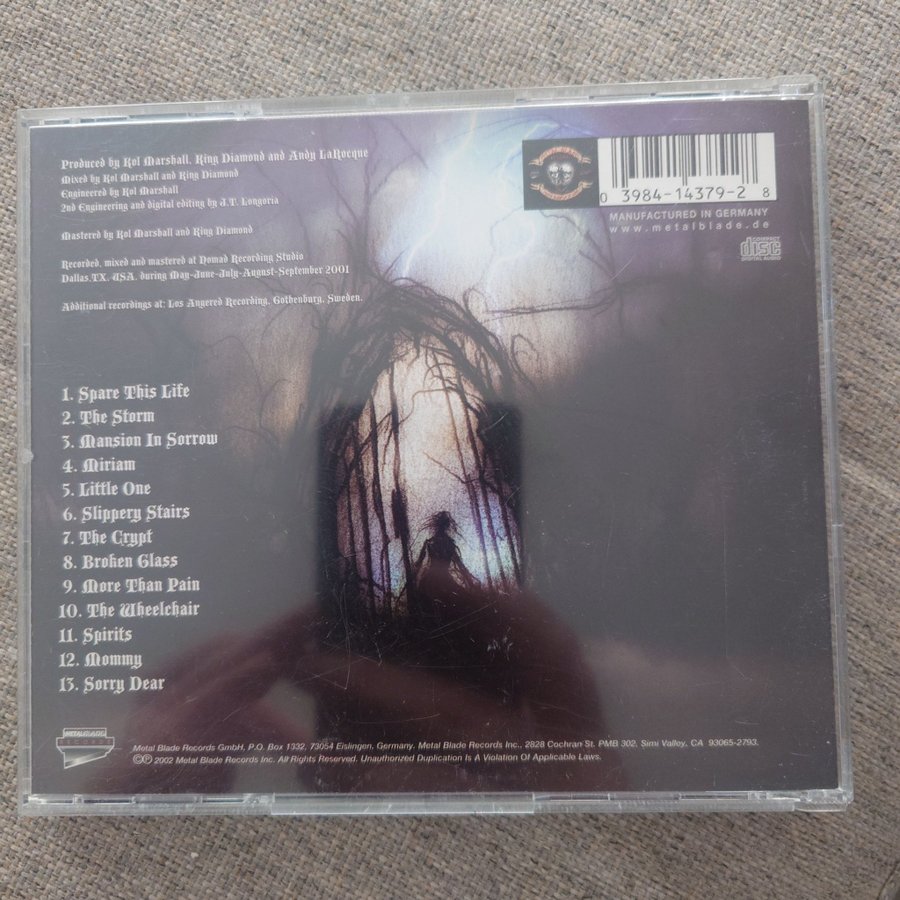 Produced by Kol Marshall, King Diamond and Andy LaRocque
Mixed by Kol Marshall and King Diamond
Engineered by Kol Marshall
2nd Engineering and digital editing by J.T. Longoria
Mastered by Kol Marshall and King Diamond
Recorded, mixed and mastered at Nomad Recording Studio
Dallas, TX, USA, during May-June-July-August-September 2001
Additional recordings at: Los Angered Recording, Gothenburg, Sweden.
0 3984-14379-2 8
MANUFACTURED IN GERMANY
www.metalblade.de
COMPACT
disc
DIGITAL AUDIO
1. Spare This Life
2. The Storm
3. Mansion In Sorrow
4. Miriam
5. Little One
6. Slippery Stairs
7. The Crypt
8. Broken Glass
9. More Than Pain
10. The Wheelchair
11. Spirits
12. Mommy
13. Sorry Dear
METAL BLADE
RECORDS
Metal Blade Records GmbH, P.O. Box 1332, 73054 Eislingen, Germany. Metal Blade Records Inc., 2828 Cochran St. PMB 302, Simi Valley, CA 93065-2793.
©℗ 2002 Metal Blade Records Inc. All Rights Reserved. Unauthorized Duplication Is A Violation Of Applicable Laws.